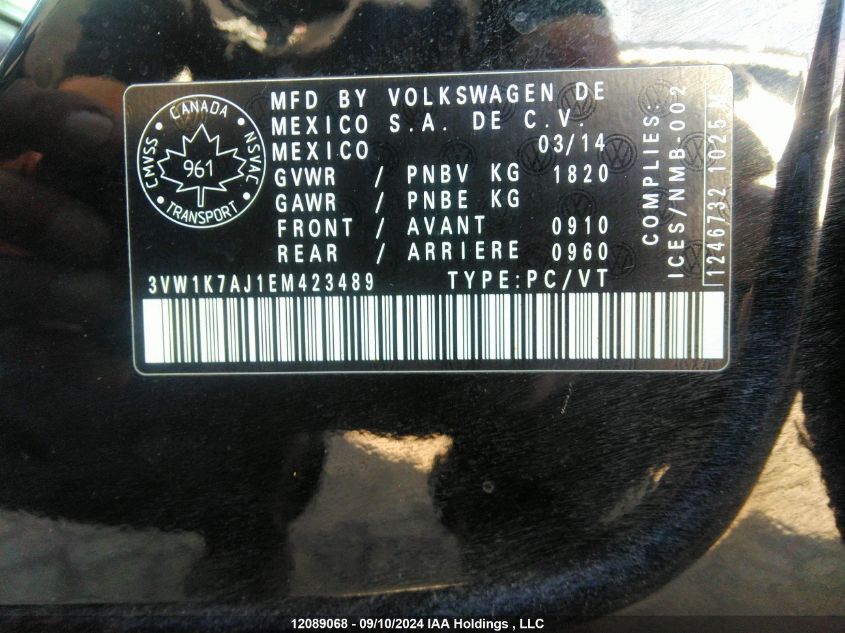 CANADA
CMVSS NSVAC
961
TRANSPORT
MFD BY VOLKSWAGEN DE
MEXICO S.A. DE C.V.
MEXICO 03/14
GVWR / PNBV KG 1820
GAWR / PNBE KG
FRONT / AVANT 0910
REAR / ARRIERE 0960
3VW1K7AJ1EM423489 TYPE:PC/VT
COMPLIES:
ICES/NMB-002
1246732 1025
12089068 - 09/10/2024 IAA Holdings , LLC